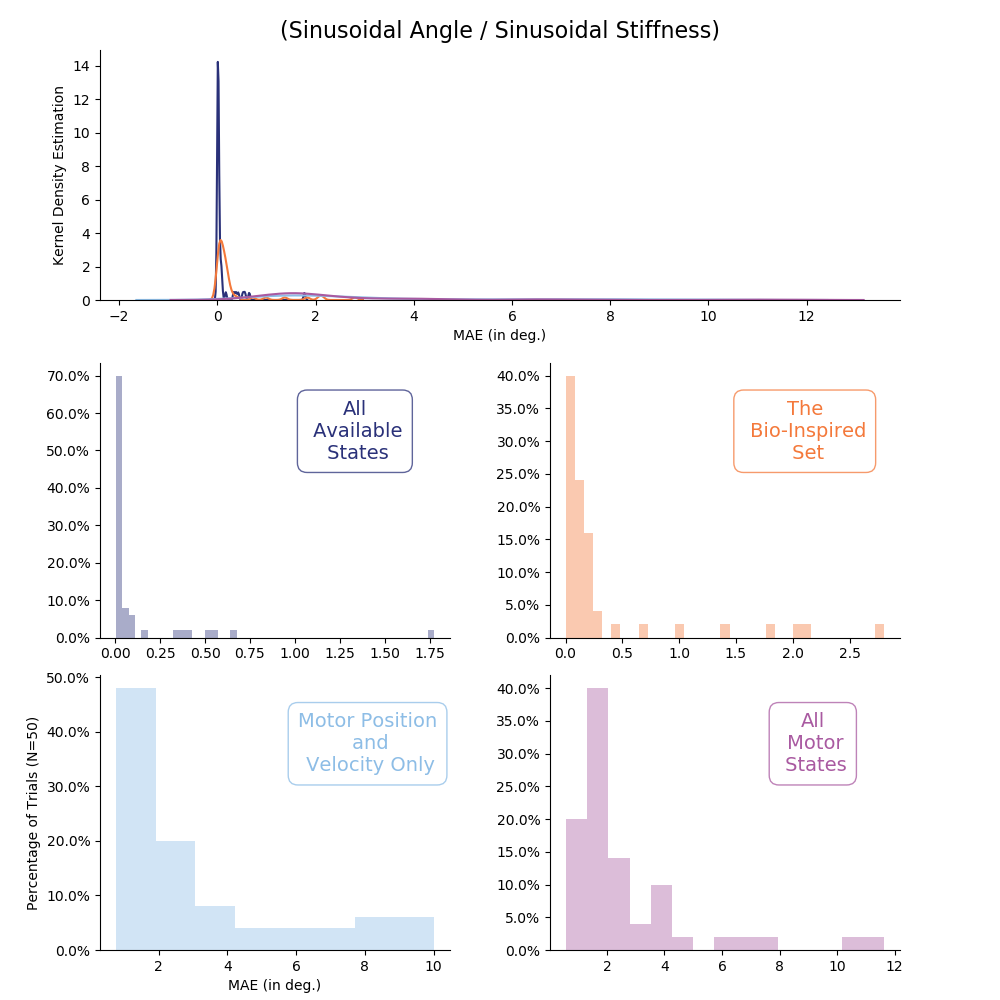 (Sinusoidal Angle / Sinusoidal Stiffness)
Kernel Density Estimation
14
12
10
8
6
4
2
0
−2 0 2 4 6 8 10 12
MAE (in deg.)
70.0%
60.0%
50.0%
40.0%
30.0%
20.0%
10.0%
0.0%
All
Available
States
0.00 0.25 0.50 0.75 1.00 1.25 1.50 1.75
40.0%
35.0%
30.0%
25.0%
20.0%
15.0%
10.0%
5.0%
0.0%
The
Bio-Inspired
Set
0.0 0.5 1.0 1.5 2.0 2.5
Percentage of Trials (N=50)
50.0%
40.0%
30.0%
20.0%
10.0%
0.0%
Motor Position
and
Velocity Only
2 4 6 8 10
MAE (in deg.)
40.0%
35.0%
30.0%
25.0%
20.0%
15.0%
10.0%
5.0%
0.0%
All
Motor
States
2 4 6 8 10 12